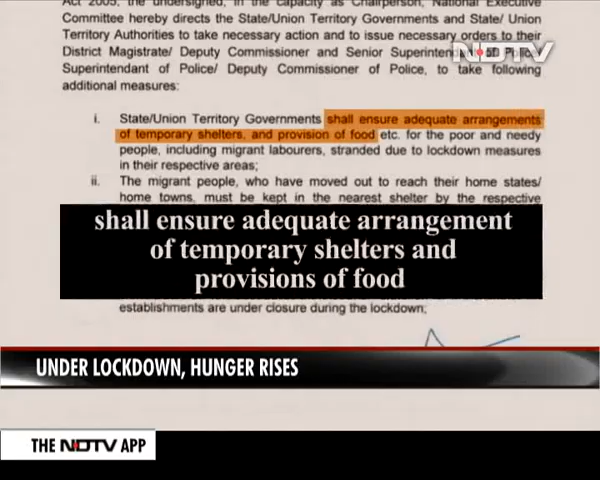 Act 2005, the undersigned, in the capacity as Chairperson, National Executive
Committee hereby directs the State/Union Territory Governments and State/ Union
Territory Authorities to take necessary action and to issue necessary orders to their
District Magistrate/ Deputy Commissioner and Senior Superintendent of Police/
Superintendant of Police/ Deputy Commissioner of Police, to take following
additional measures:
NDTV
i. State/Union Territory Governments shall ensure adequate arrangements
of temporary shelters, and provision of food etc. for the poor and needy
people, including migrant labourers, stranded due to lockdown measures
in their respective areas;
ii. The migrant people, who have moved out to reach their home states/
home towns, must be kept in the nearest shelter by the respective
shall ensure adequate arrangement
of temporary shelters and
provisions of food
establishments are under closure during the lockdown;
UNDER LOCKDOWN, HUNGER RISES
THE NDTV APP